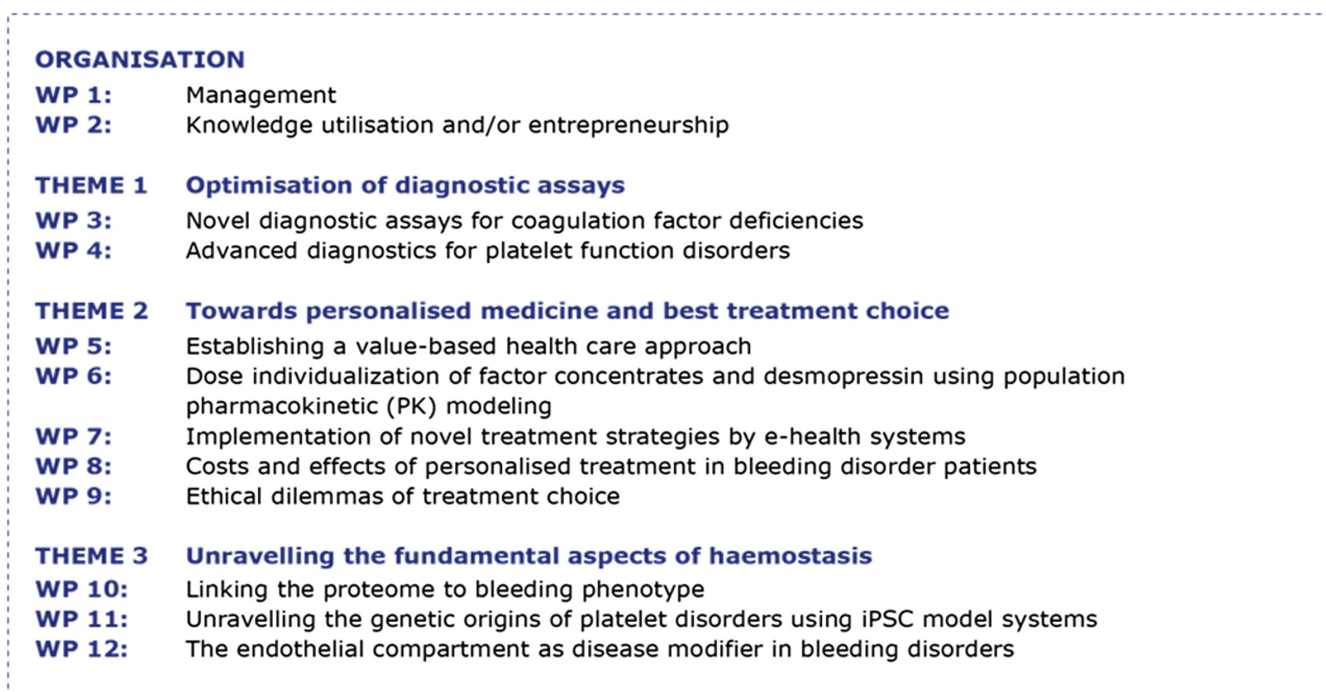 ORGANISATION
WP 1: Management
WP 2: Knowledge utilisation and/or entrepreneurship
THEME 1 Optimisation of diagnostic assays
WP 3: Novel diagnostic assays for coagulation factor deficiencies
WP 4: Advanced diagnostics for platelet function disorders
THEME 2 Towards personalised medicine and best treatment choice
WP 5: Establishing a value-based health care approach
WP 6: Dose individualization of factor concentrates and desmopressin using population
pharmacokinetic (PK) modeling
WP 7: Implementation of novel treatment strategies by e-health systems
WP 8: Costs and effects of personalised treatment in bleeding disorder patients
WP 9: Ethical dilemmas of treatment choice
THEME 3 Unravelling the fundamental aspects of haemostasis
WP 10: Linking the proteome to bleeding phenotype
WP 11: Unravelling the genetic origins of platelet disorders using iPSC model systems
WP 12: The endothelial compartment as disease modifier in bleeding disorders